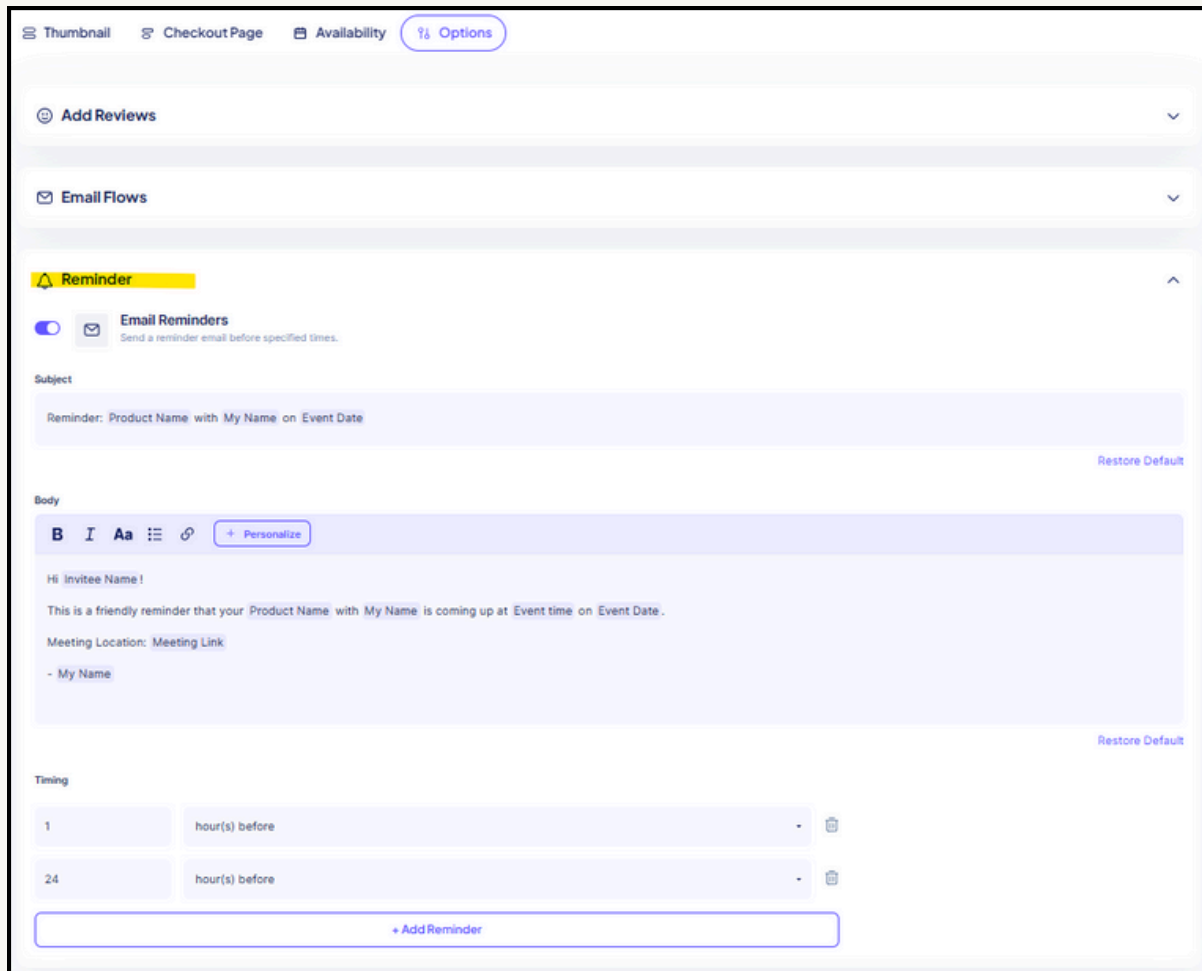 Thumbnail Checkout Page Availability Options
Add Reviews
Email Flows
Reminder
Email Reminders
Send a reminder email before specified times.
Subject
Reminder: Product Name with My Name on Event Date
Restore Default
Body
B I Aa + Personalize
Hi Invitee Name !
This is a friendly reminder that your Product Name with My Name is coming up at Event time on Event Date .
Meeting Location: Meeting Link
- My Name
Restore Default
Timing
1 hour(s) before
24 hour(s) before
+ Add Reminder